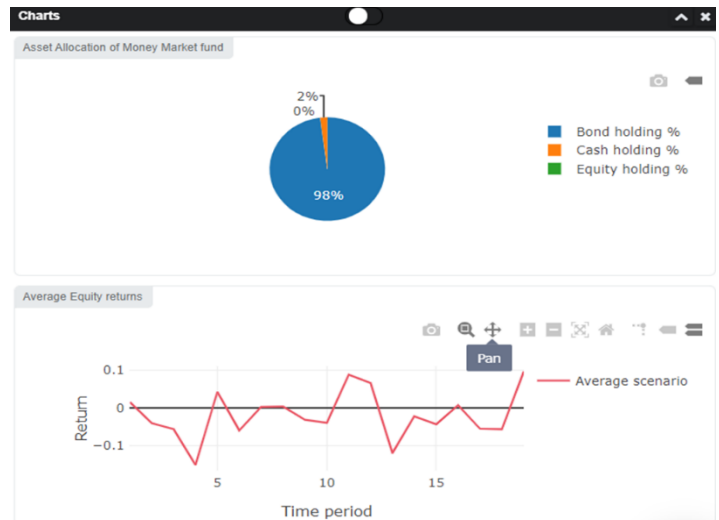 Charts
Asset Allocation of Money Market fund
2%
0%
98%
Bond holding %
Cash holding %
Equity holding %
Average Equity returns
Pan
0.1
0
−0.1
Return
Average scenario
5 10 15
Time period